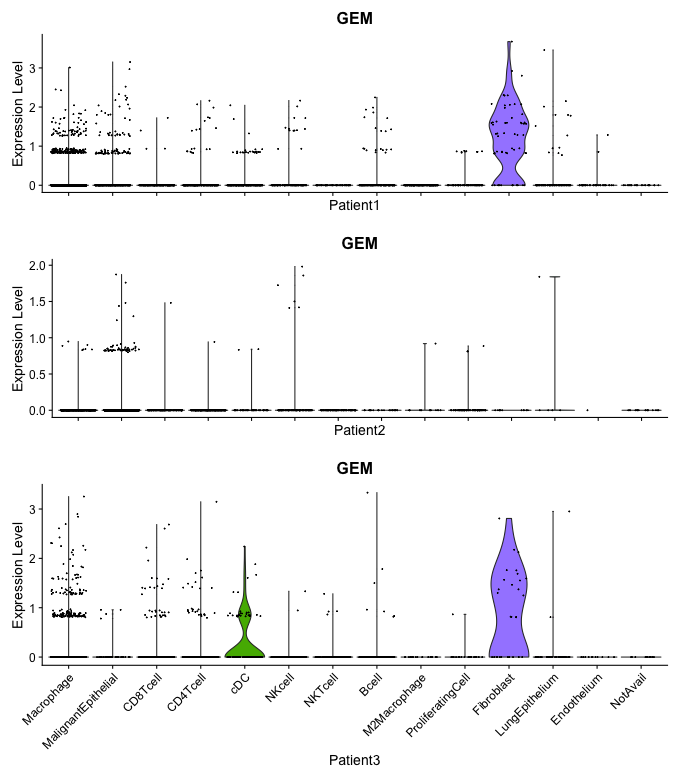 GEM
Expression Level
3
2
1
0
Patient1
GEM
Expression Level
2.0
1.5
1.0
0.5
0.0
Patient2
GEM
Expression Level
3
2
1
0
Macrophage
MalignantEpithelial
CD8Tcell
CD4Tcell
cDC
NKcell
NKTcell
Bcell
M2Macrophage
ProliferatingCell
Fibroblast
LungEpithelium
Endothelium
NotAvail
Patient3